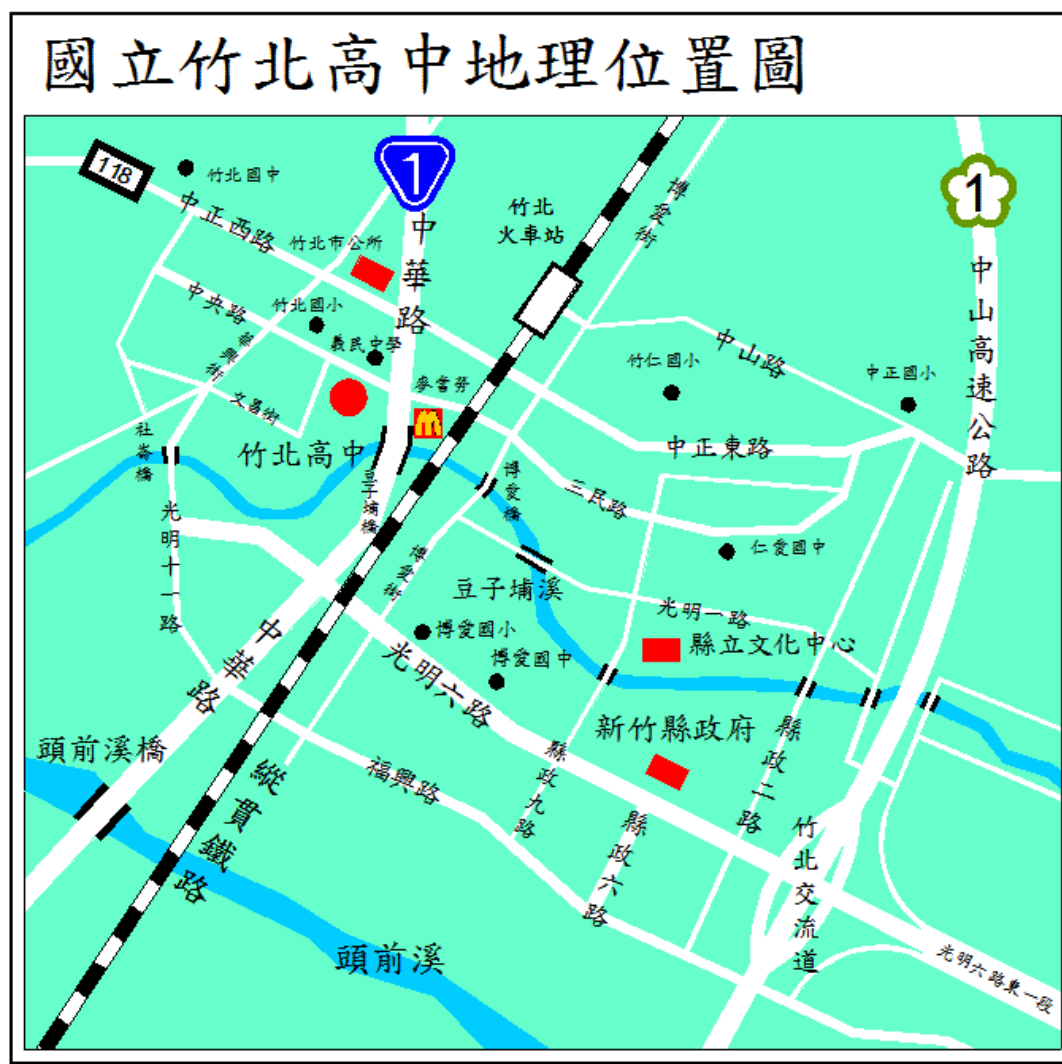 國立竹北高中地理位置圖
118
竹北國中
1
中華路
竹北
火車站
博愛街
1
中正西路
竹北市公所
中山高速公路
中央路
竹北國小
華興街
義民中學
竹仁國小
中山路
中正國小
麥當勞
文昌街
社崙橋
竹北高中
豆子埔橋
博愛橋
中正東路
三民路
光明十一路
博愛街
仁愛國中
豆子埔溪
光明一路
中華路
博愛國小
光明六路
博愛國中
縣立文化中心
頭前溪橋
新竹縣政府
縣政二路
縱貫鐵路
福興路
縣政九路
縣政六路
竹北交流道
頭前溪
光明六路東一段